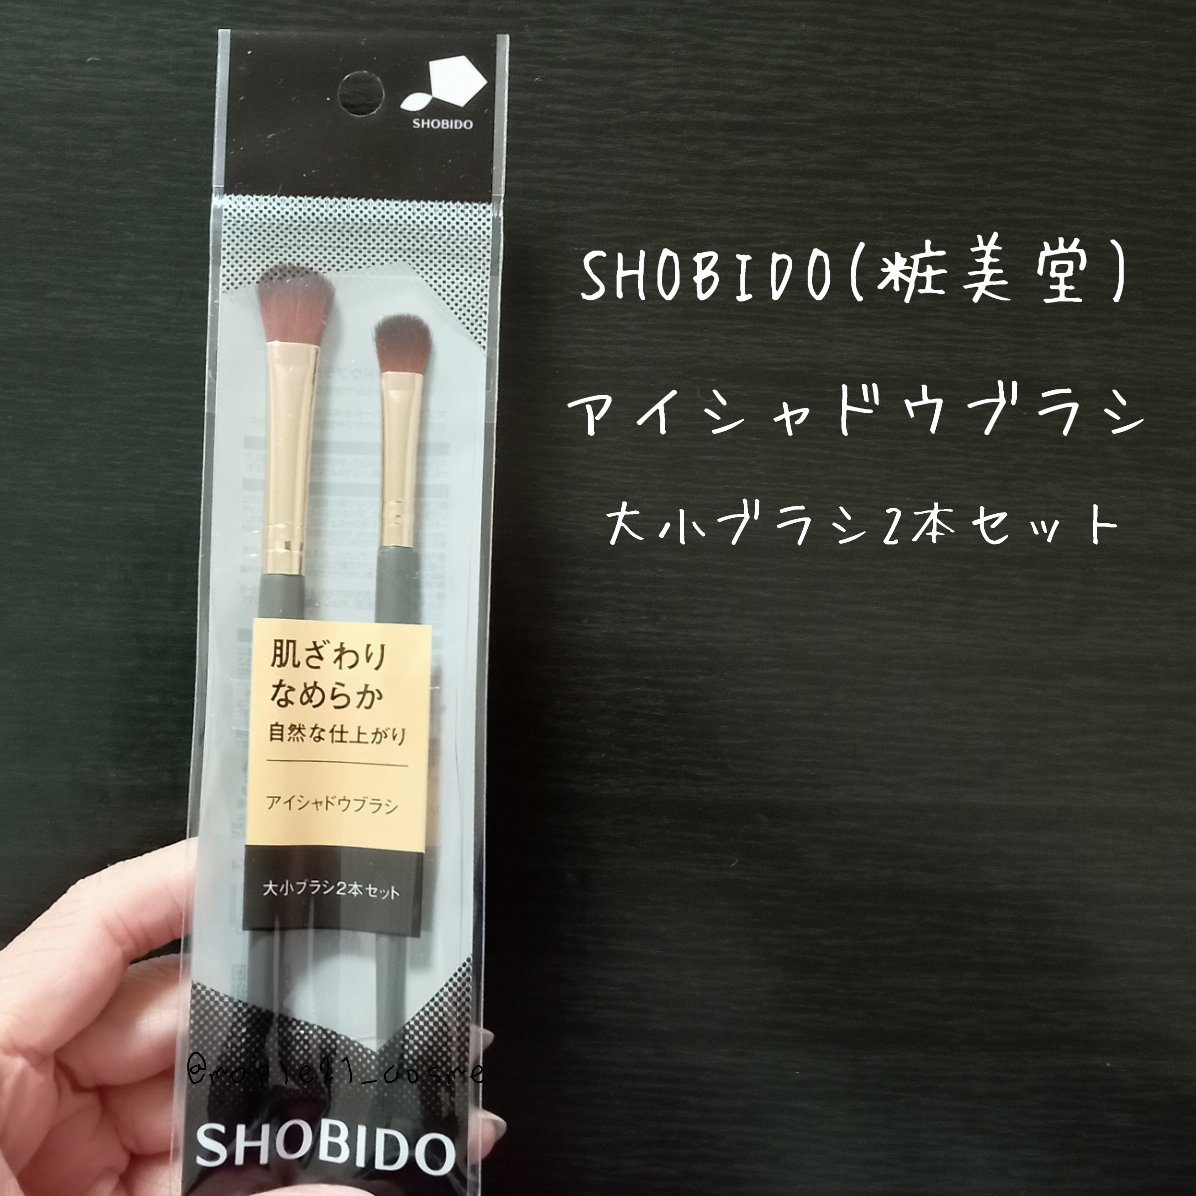 SHOBIDO
SHOBIDO(粧美堂)
アイシャドウブラシ
大小ブラシ2本セット
肌ざわり
なめらか
自然な仕上がり
アイシャドウブラシ
大小ブラシ2本セット
SHOBIDO